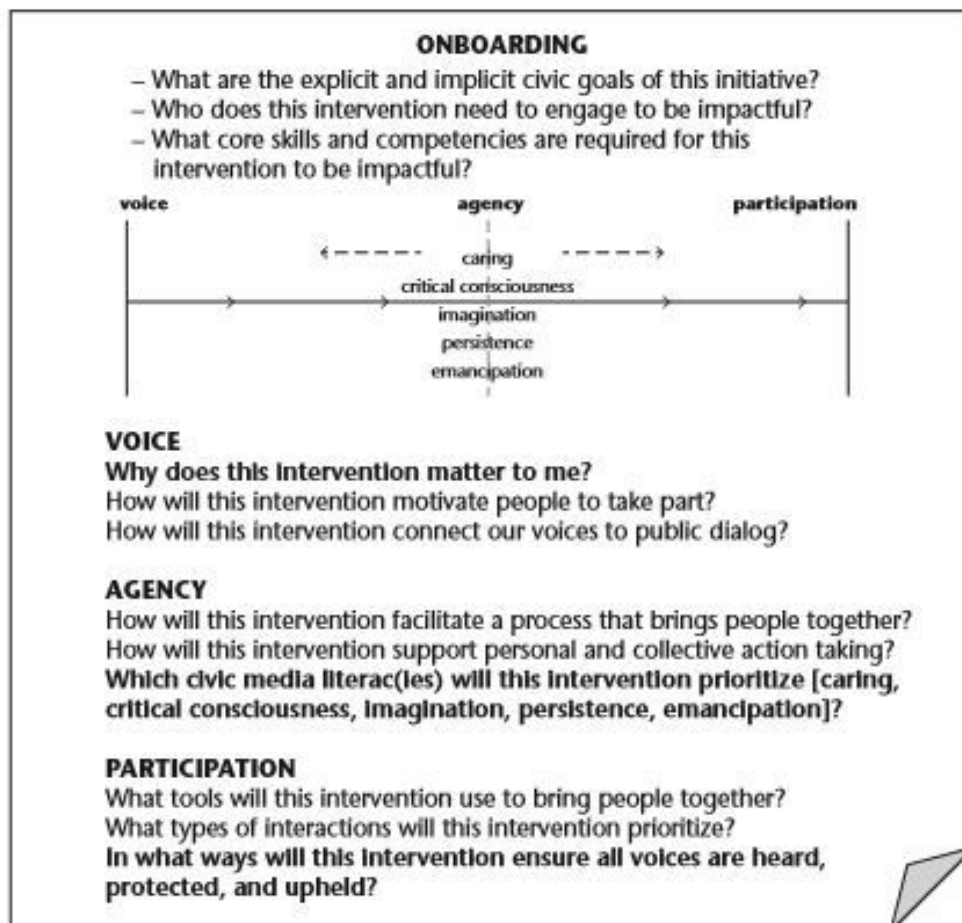 ONBOARDING
– What are the explicit and implicit civic goals of this initiative?
– Who does this intervention need to engage to be impactful?
– What core skills and competencies are required for this
intervention to be impactful?
voice agency participation
caring
critical consciousness
imagination
persistence
emancipation
VOICE
Why does this intervention matter to me?
How will this intervention motivate people to take part?
How will this intervention connect our voices to public dialog?
AGENCY
How will this intervention facilitate a process that brings people together?
How will this intervention support personal and collective action taking?
Which civic media literac(ies) will this intervention prioritize [caring,
critical consciousness, imagination, persistence, emancipation]?
PARTICIPATION
What tools will this intervention use to bring people together?
What types of interactions will this intervention prioritize?
In what ways will this intervention ensure all voices are heard,
protected, and upheld?